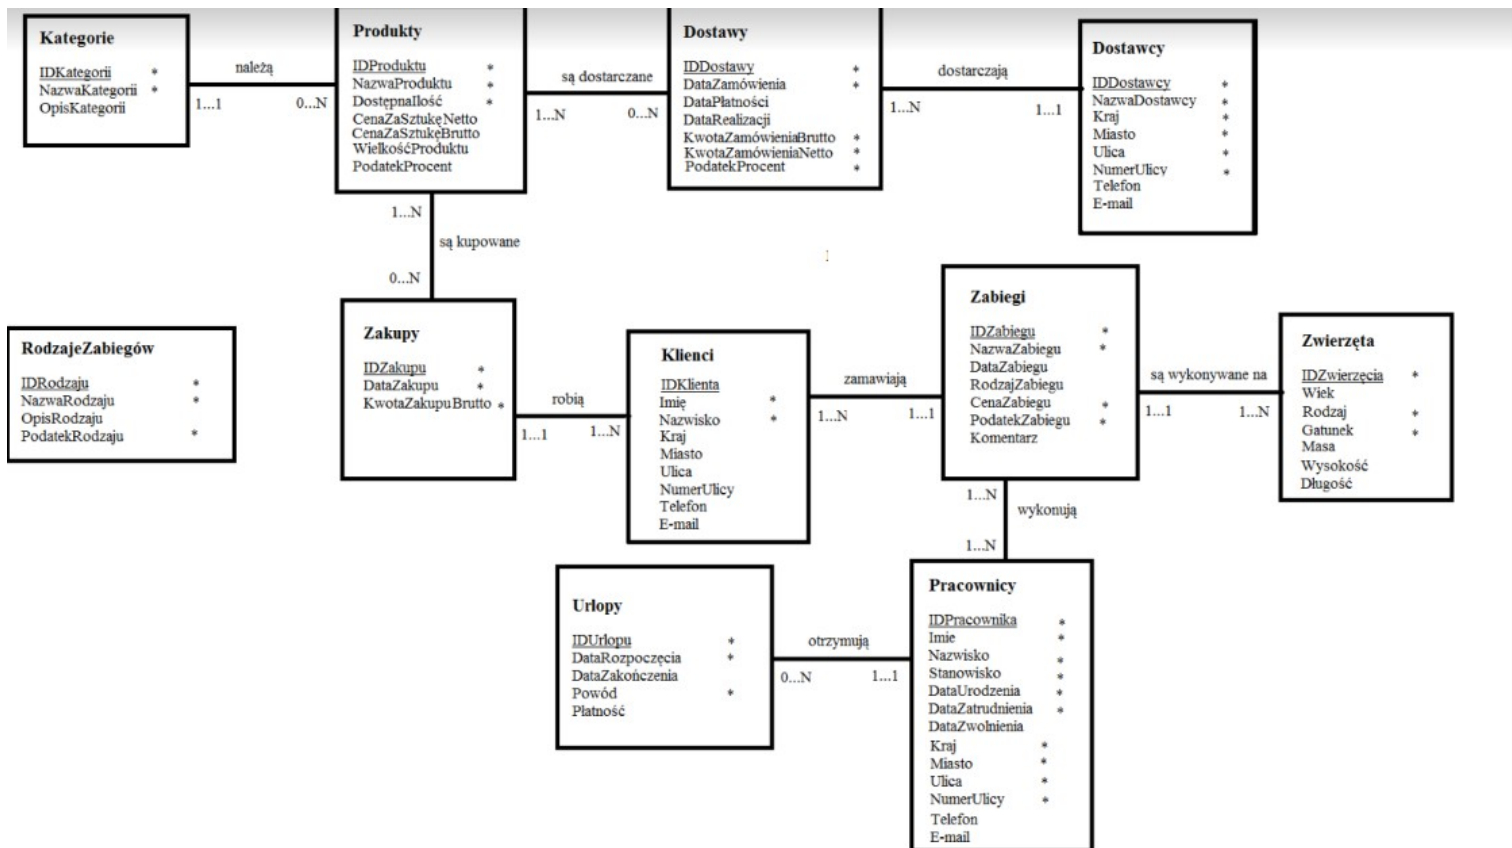 Kategorie
IDKategorii *
NazwaKategorii *
OpisKategorii
należą
1...1
0...N
Produkty
IDProduktu *
NazwaProduktu *
DostępnaIlość *
CenaZaSztukęNetto
CenaZaSztukęBrutto
WielkośćProduktu
PodatekProcent
są dostarczane
1...N
0...N
Dostawy
IDDostawy *
DataZamówienia *
DataPłatności
DataRealizacji
KwotaZamówieniaBrutto *
KwotaZamówieniaNetto *
PodatekProcent *
dostarczają
1...N
1...1
Dostawcy
IDDostawcy *
NazwaDostawcy *
Kraj *
Miasto *
Ulica *
NumerUlicy *
Telefon
E-mail
1...N
są kupowane
0...N
RodzajeZabiegów
IDRodzaju *
NazwaRodzaju *
OpisRodzaju
PodatekRodzaju *
Zakupy
IDZakupu *
DataZakupu *
KwotaZakupuBrutto *
robią
1...1
1...N
Klienci
IDKlienta
Imię *
Nazwisko *
Kraj
Miasto
Ulica
NumerUlicy
Telefon
E-mail
zamawiają
1...N
1...1
Zabiegi
IDZabiegu *
NazwaZabiegu *
DataZabiegu
RodzajZabiegu
CenaZabiegu *
PodatekZabiegu *
Komentarz
są wykonywane na
1...1
1...N
Zwierzęta
IDZwierzęcia *
Wiek
Rodzaj *
Gatunek *
Masa
Wysokość
Długość
1...N
wykonują
1...N
Urlopy
IDUrlopu *
DataRozpoczęcia *
DataZakończenia
Powód *
Płatność
otrzymują
0...N
1...1
Pracownicy
IDPracownika *
Imie *
Nazwisko *
Stanowisko *
DataUrodzenia *
DataZatrudnienia *
DataZwolnienia
Kraj *
Miasto *
Ulica *
NumerUlicy *
Telefon
E-mail